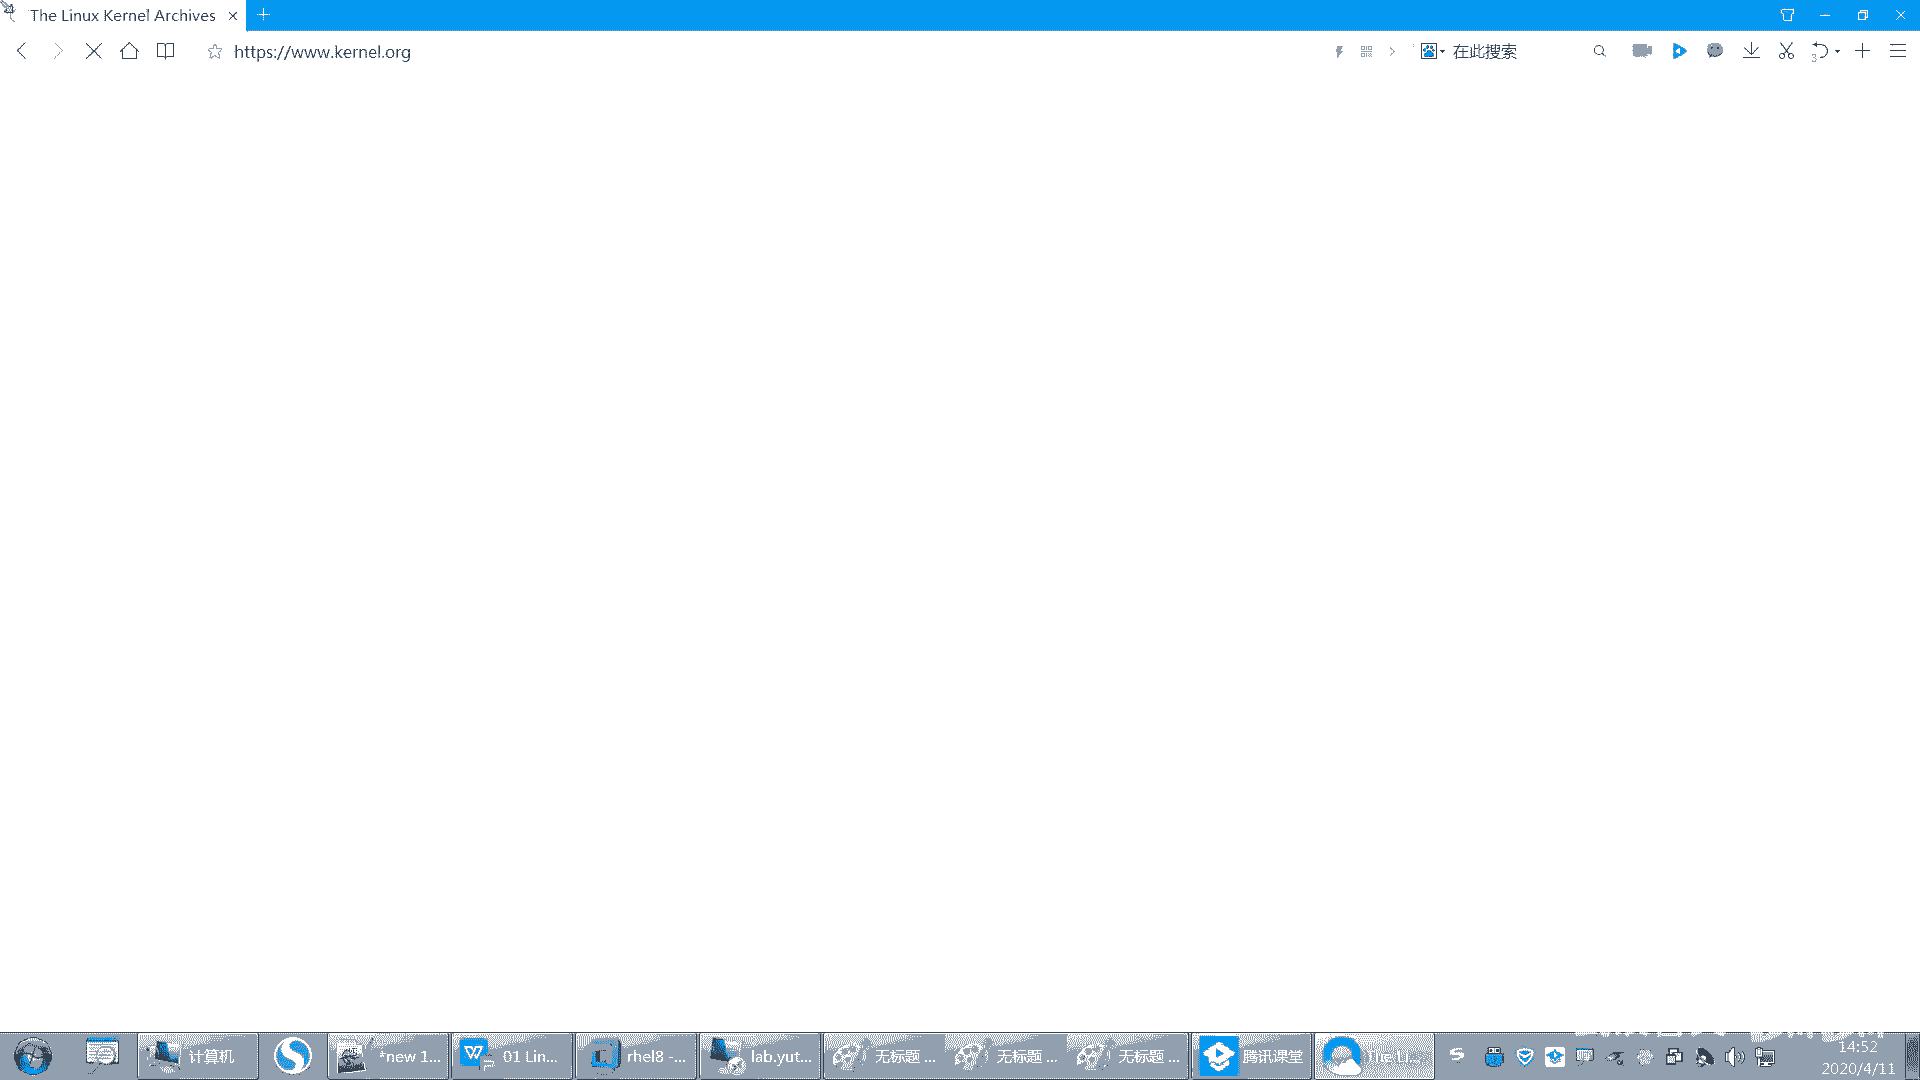 The Linux Kernel Archives
https://www.kernel.org
在此搜索
3
计算机
*new 1...
01 Lin...
rhel8 -...
lab.yut...
无标题 ...
无标题 ...
无标题 ...
腾讯课堂
The Li...
14:52
2020/4/11